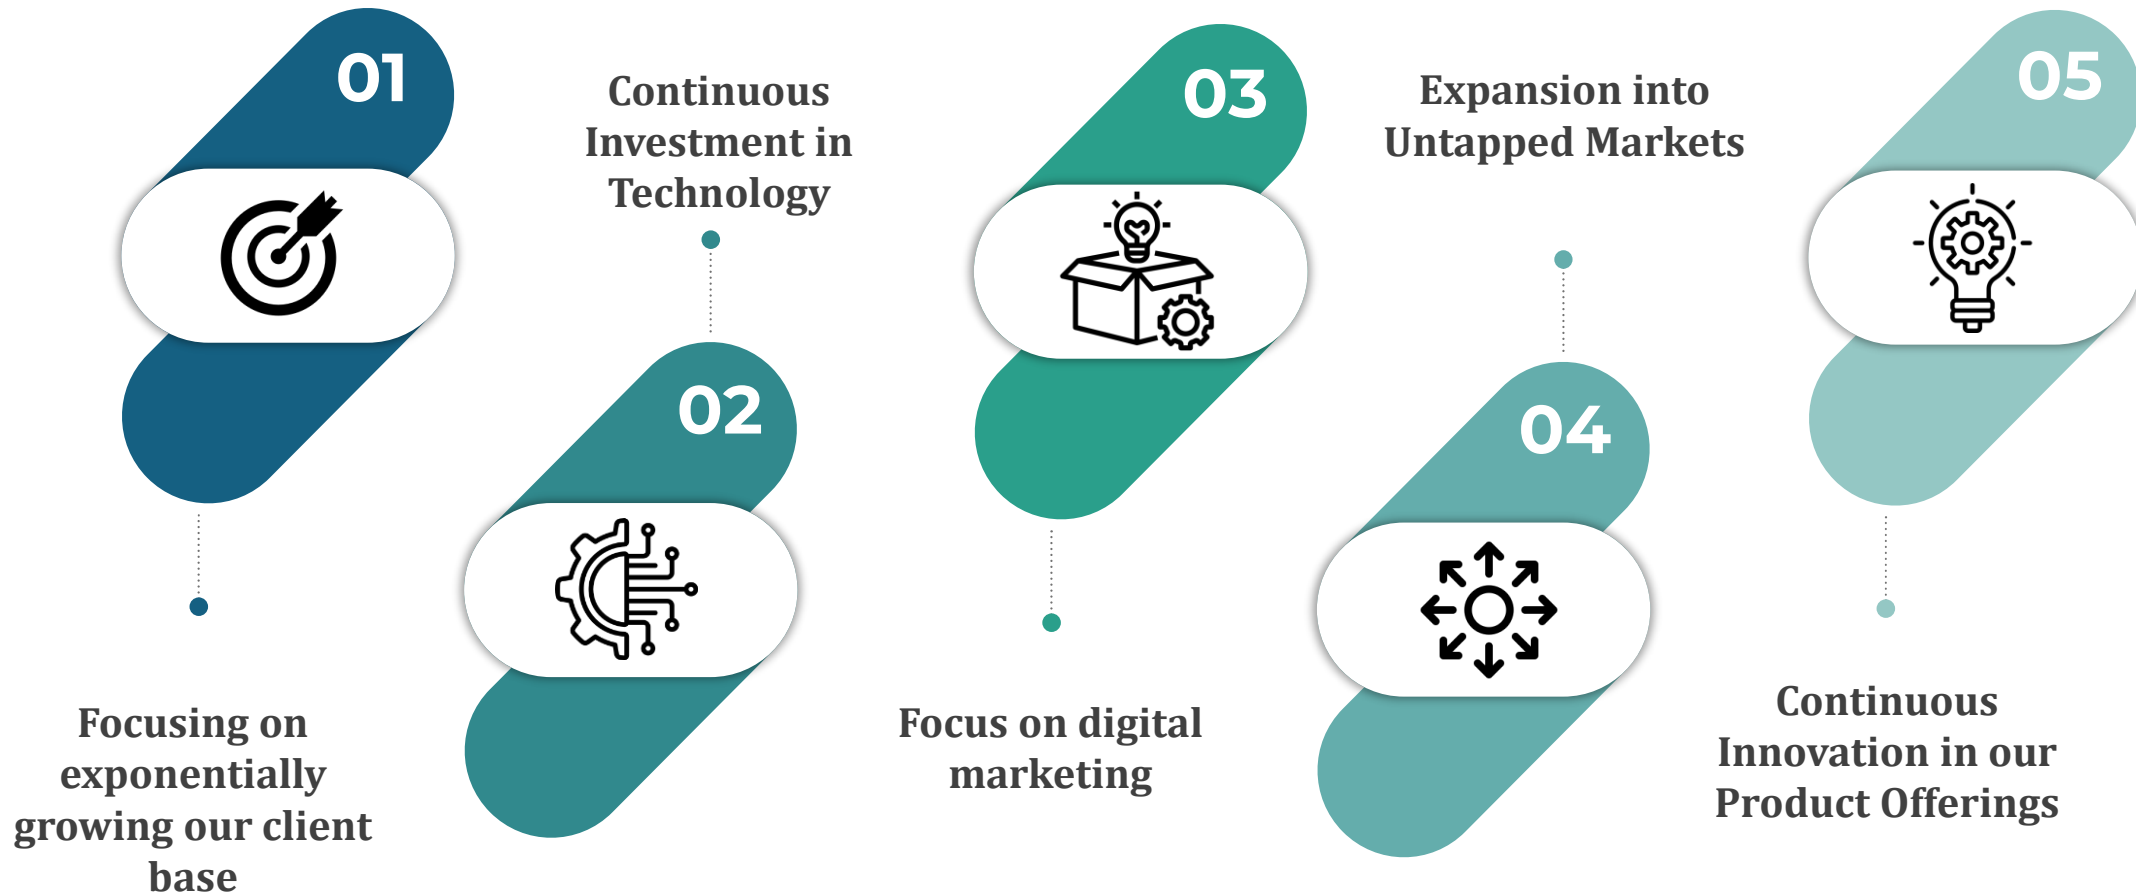 01
Focusing on
exponentially
growing our client
base
Continuous
Investment in
Technology
02
03
Focus on digital
marketing
Expansion into
Untapped Markets
04
05
Continuous
Innovation in our
Product Offerings